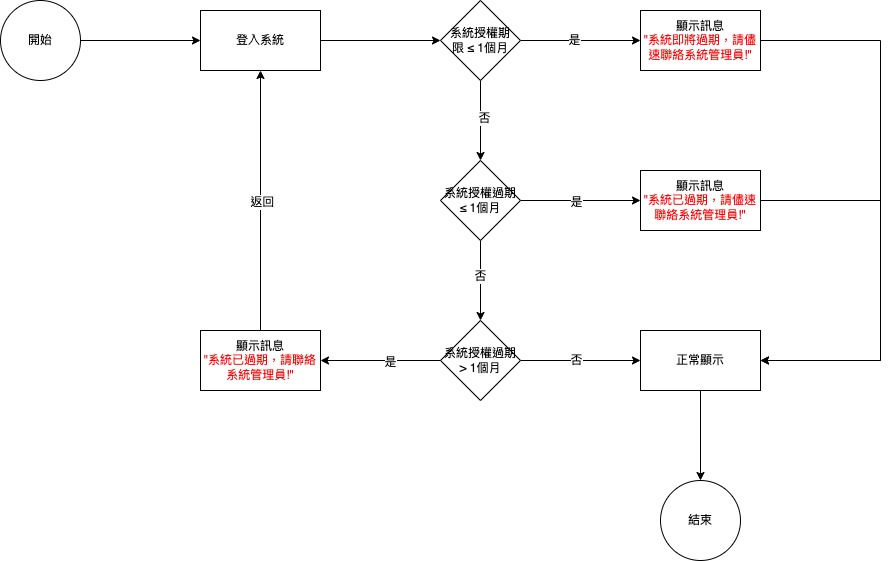 開始
登入系統
系統授權期
限 ≤ 1個月
是
顯示訊息
"系統即將過期，請儘
速聯絡系統管理員!"
否
系統授權過期
≤ 1個月
是
顯示訊息
"系統已過期，請儘速
聯絡系統管理員!"
返回
否
顯示訊息
"系統已過期，請聯絡
系統管理員!"
是
系統授權過期
> 1個月
否
正常顯示
結束